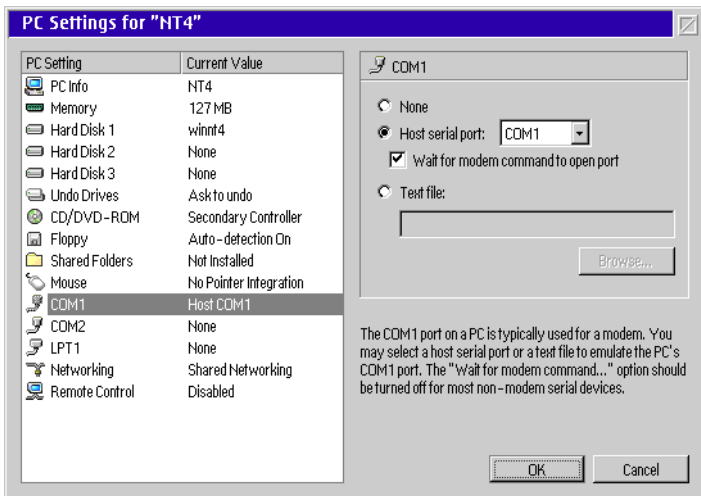 PC Settings for "NT4"
PC Setting Current Value
PC Info NT4
Memory 127 MB
Hard Disk 1 winnt4
Hard Disk 2 None
Hard Disk 3 None
Undo Drives Ask to undo
CD/DVD-ROM Secondary Controller
Floppy Auto-detection On
Shared Folders Not Installed
Mouse No Pointer Integration
COM1 Host COM1
COM2 None
LPT1 None
Networking Shared Networking
Remote Control Disabled
COM1
None
Host serial port: COM1
Wait for modem command to open port
Text file:
Browse...
The COM1 port on a PC is typically used for a modem. You
may select a host serial port or a text file to emulate the PC's
COM1 port. The "Wait for modem command..." option should
be turned off for most non-modem serial devices.
OK Cancel